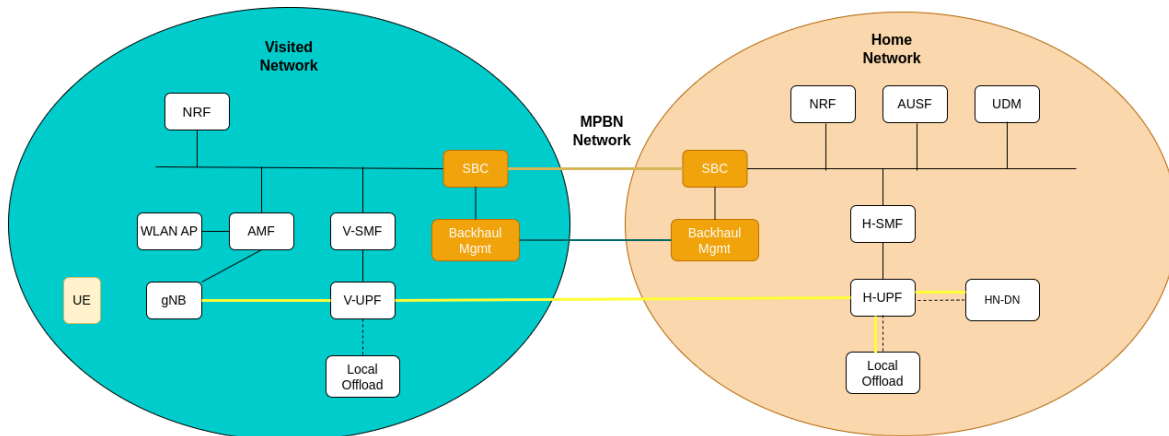 Visited
Network
Home
Network
MPBN
Network
NRF
NRF
AUSF
UDM
SBC
SBC
WLAN AP
AMF
V-SMF
Backhaul
Mgmt
Backhaul
Mgmt
H-SMF
UE
gNB
V-UPF
H-UPF
HN-DN
Local
Offload
Local
Offload